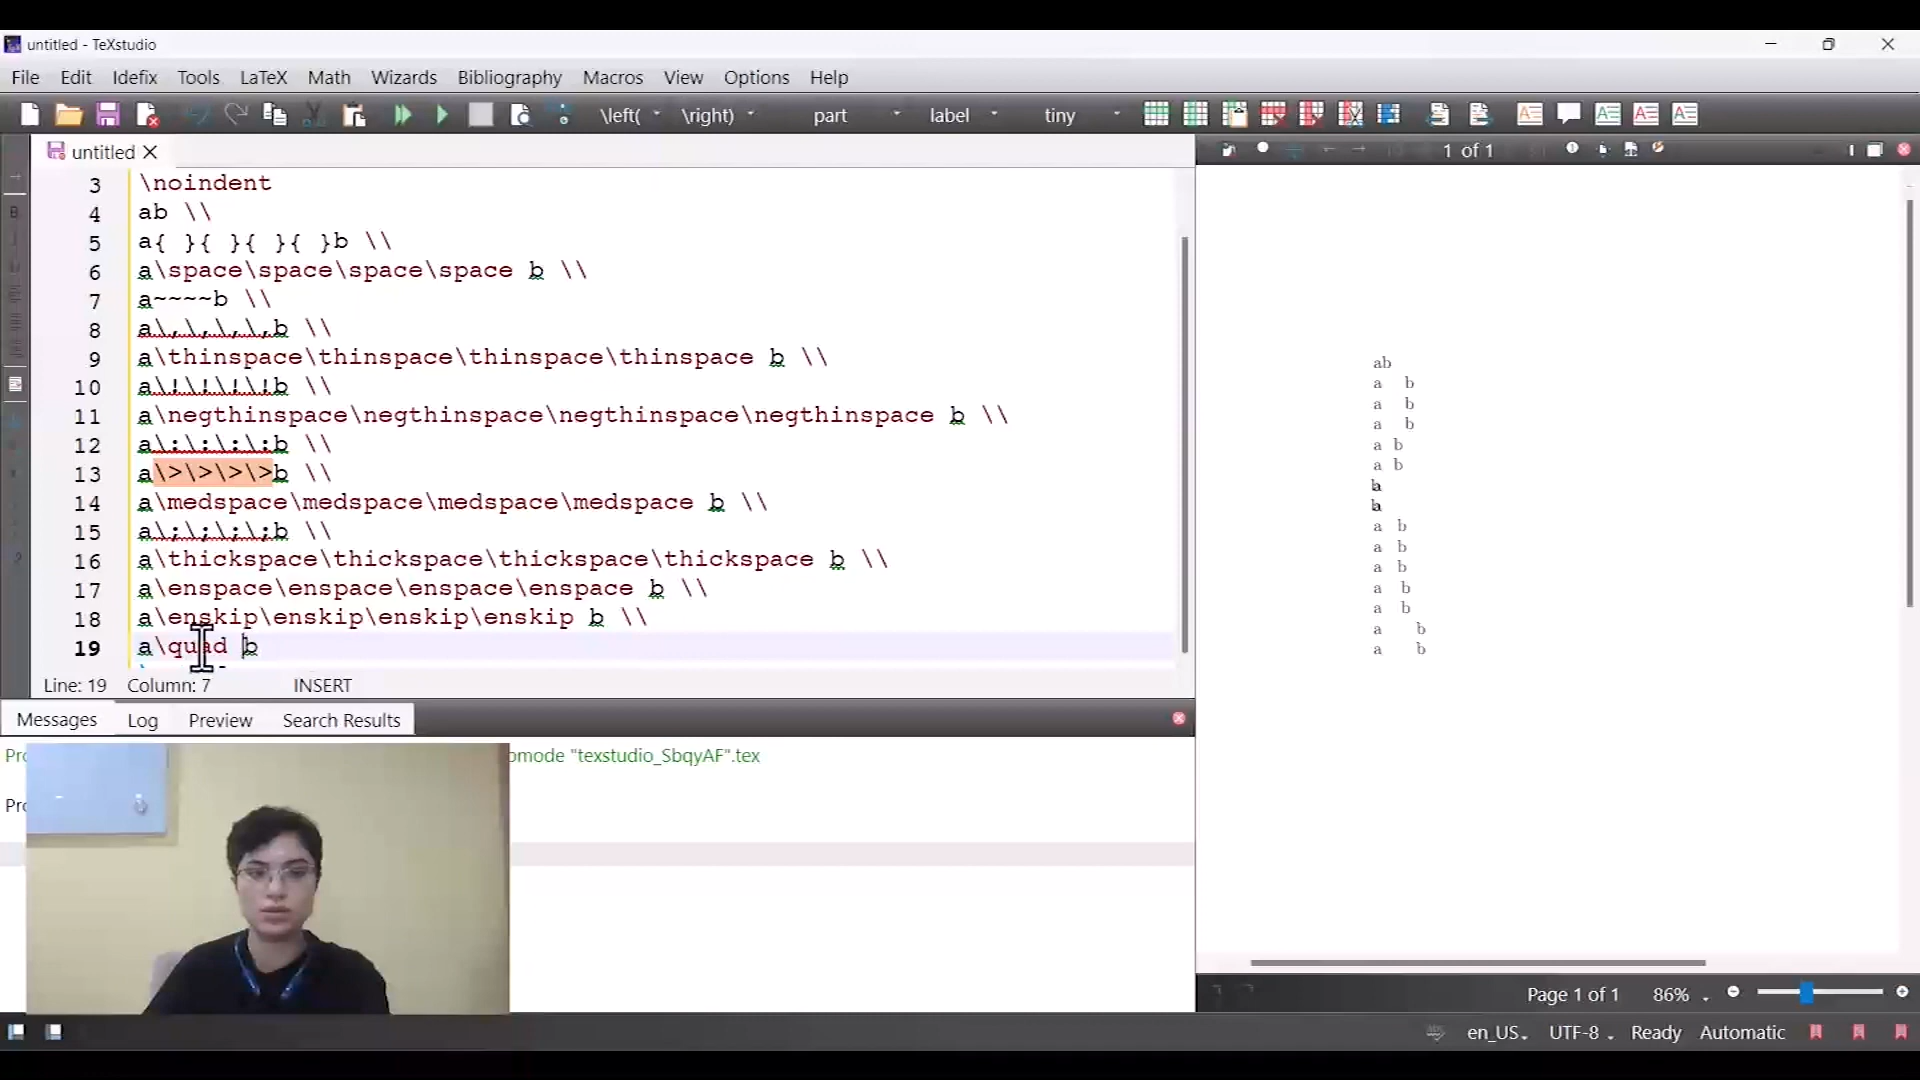 untitled - TeXstudio
File Edit Idefix Tools LaTeX Math Wizards Bibliography Macros View Options Help
\left( \right) part label tiny
untitled
1 of 1
3 \noindent
4 ab \\
5 a{ }{ }{ }{ }b \\
6 a\space\space\space\space b \\
7 a~~~~b \\
8 a\,\,\,\,b \\
9 a\thinspace\thinspace\thinspace\thinspace b \\
10 a\!\!\!\!b \\
11 a\negthinspace\negthinspace\negthinspace\negthinspace b \\
12 a\:\:\:\:b \\
13 a\>\>\>\>b \\
14 a\medspace\medspace\medspace\medspace b \\
15 a\;\;\;\;b \\
16 a\thickspace\thickspace\thickspace\thickspace b \\
17 a\enspace\enspace\enspace\enspace b \\
18 a\enskip\enskip\enskip\enskip b \\
19 a\quad b
Line: 19 Column: 7 INSERT
Messages Log Preview Search Results
Pro
omode "texstudio_SbqyAF".tex
Pro
ab
a b
a b
a b
a b
a b
a b
a b
a b
a b
a b
a b
a b
Page 1 of 1 86%
en_US UTF-8 Ready Automatic